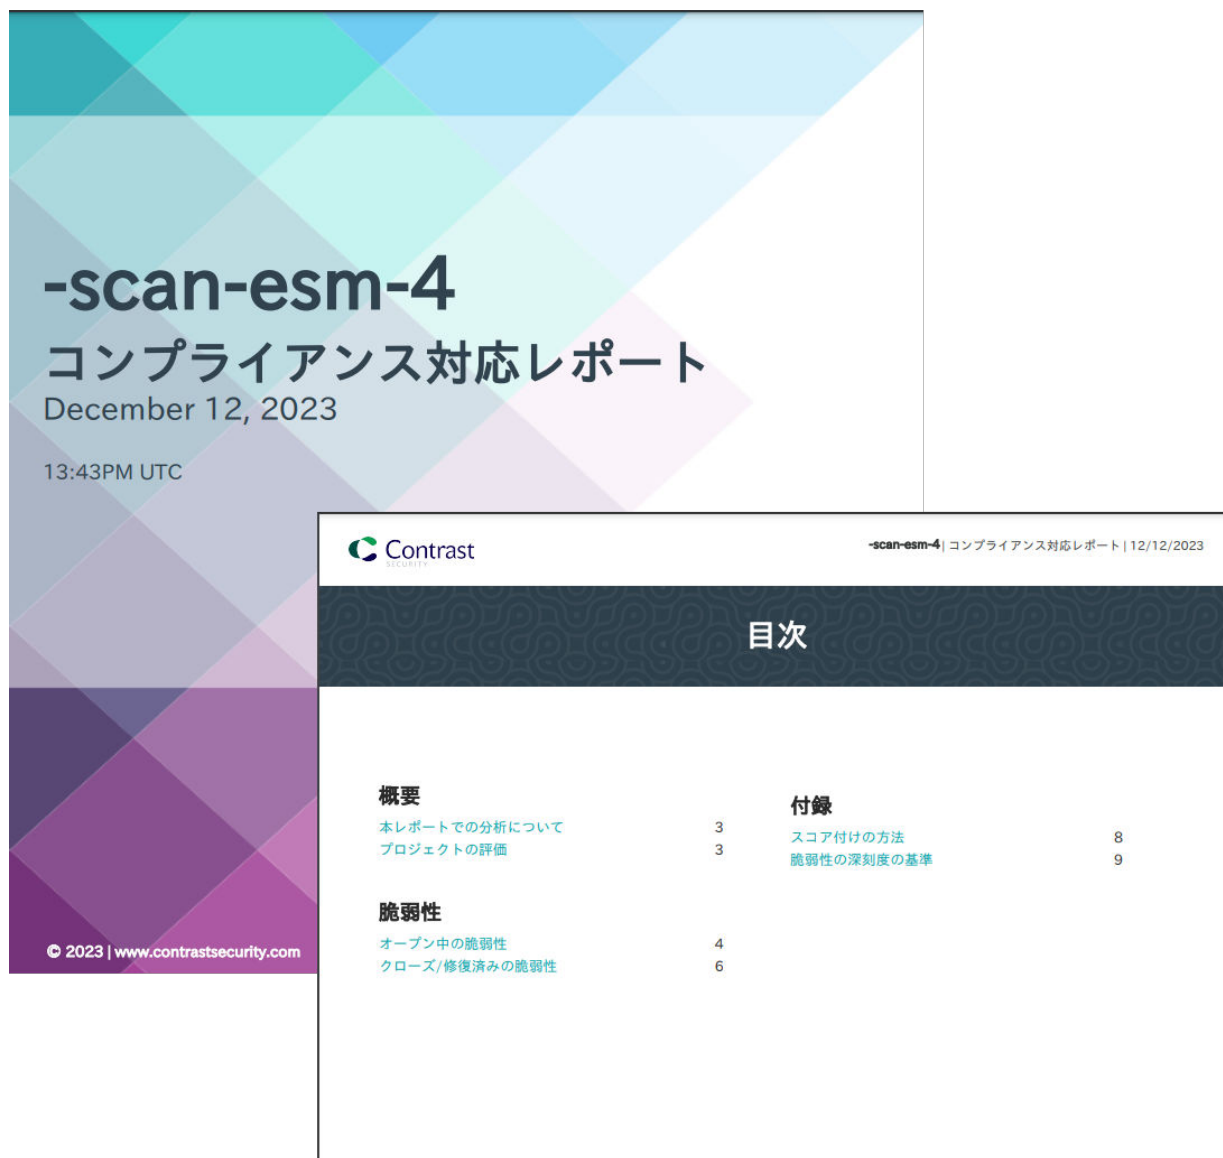 -scan-esm-4
コンプライアンス対応レポート
December 12, 2023
13:43PM UTC
© 2023 | www.contrastsecurity.com
Contrast
SECURITY
-scan-esm-4 | コンプライアンス対応レポート | 12/12/2023
目次
概要
本レポートでの分析について 3
プロジェクトの評価 3
脆弱性
オープン中の脆弱性 4
クローズ/修復済みの脆弱性 6
付録
スコア付けの方法 8
脆弱性の深刻度の基準 9